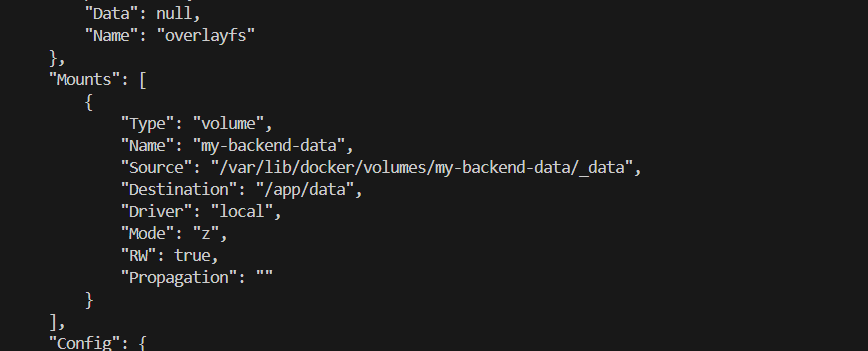 "Data": null,
"Name": "overlayfs"
},
"Mounts": [
{
"Type": "volume",
"Name": "my-backend-data",
"Source": "/var/lib/docker/volumes/my-backend-data/_data",
"Destination": "/app/data",
"Driver": "local",
"Mode": "z",
"RW": true,
"Propagation": ""
}
],
"Config": {